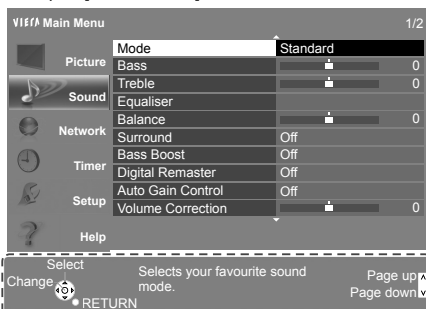 VIErA Main Menu 1/2
Picture
Sound
Network
Timer
Setup
Help
Mode Standard
Bass 0
Treble 0
Equaliser
Balance 0
Surround Off
Bass Boost Off
Digital Remaster Off
Auto Gain Control Off
Volume Correction 0
Select
Change
RETURN
Selects your favourite sound
mode.
Page up
Page down